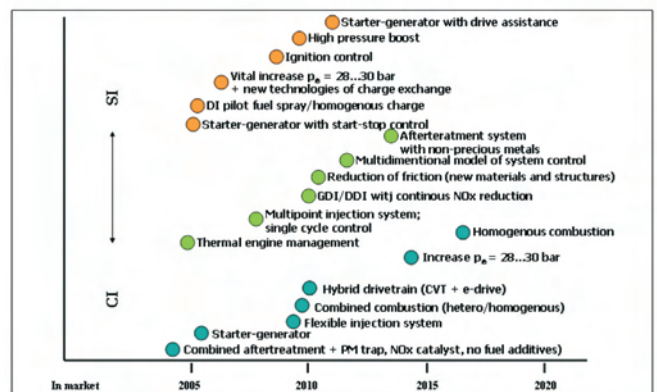 Starter-generator with drive assistance
High pressure boost
Ignition control
Vital increase pe = 28...30 bar
+ new technologies of charge exchange
SI
DI pilot fuel spray/homogenous charge
Starter-generator with start-stop control
Afterteratment system
with non-precious metals
Multidimentional model of system control
Reduction of friction (new materials and structures)
GDI/DDI witj continous NOx reduction
Multipoint injection system;
single cycle control
Homogenous combustion
Thermal engine management
Increase pe = 28...30 bar
CI
Hybrid drivetrain (CVT + e-drive)
Combined combustion (hetero/homogenous)
Flexible injection system
Starter-generator
Combined aftertreatment + PM trap, NOx catalyst, no fuel additives)
In market 2005 2010 2015 2020